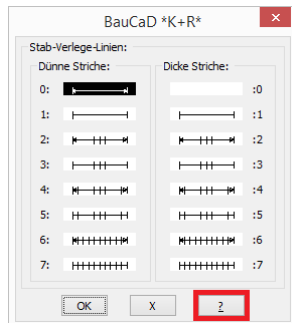 BauCaD *K+R*
×
Stab-Verlege-Linien:
Dünne Striche: Dicke Striche:
0: :0
1: :1
2: :2
3: :3
4: :4
5: :5
6: :6
7: :7
OK X ?